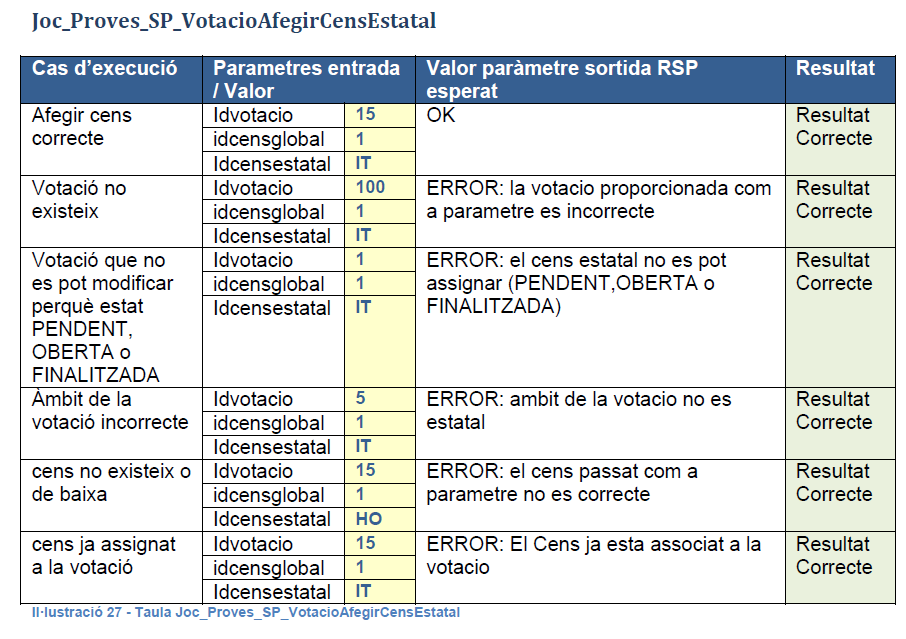 Joc_Proves_SP_VotacioAfegirCensEstatal
Cas d'execució
Parametres entrada
/ Valor
Valor paràmetre sortida RSP
esperat
Resultat
Afegir cens
correcte
Idvotacio 15
idcensglobal 1
Idcensestatal IT
OK
Resultat
Correcte
Votació no
existeix
Idvotacio 100
idcensglobal 1
Idcensestatal IT
ERROR: la votacio proporcionada com
a parametre es incorrecte
Resultat
Correcte
Votació que no
es pot modificar
perquè estat
PENDENT,
OBERTA o
FINALITZADA
Idvotacio 1
idcensglobal 1
Idcensestatal IT
ERROR: el cens estatal no es pot
assignar (PENDENT,OBERTA o
FINALITZADA)
Resultat
Correcte
Àmbit de la
votació incorrecte
Idvotacio 5
idcensglobal 1
Idcensestatal IT
ERROR: ambit de la votacio no es
estatal
Resultat
Correcte
cens no existeix o
de baixa
Idvotacio 15
idcensglobal 1
Idcensestatal HO
ERROR: el cens passat com a
parametre no es correcte
Resultat
Correcte
cens ja assignat
a la votació
Idvotacio 15
idcensglobal 1
Idcensestatal IT
ERROR: El Cens ja esta associat a la
votacio
Resultat
Correcte
Il·lustració 27 - Taula Joc_Proves_SP_VotacioAfegirCensEstatal